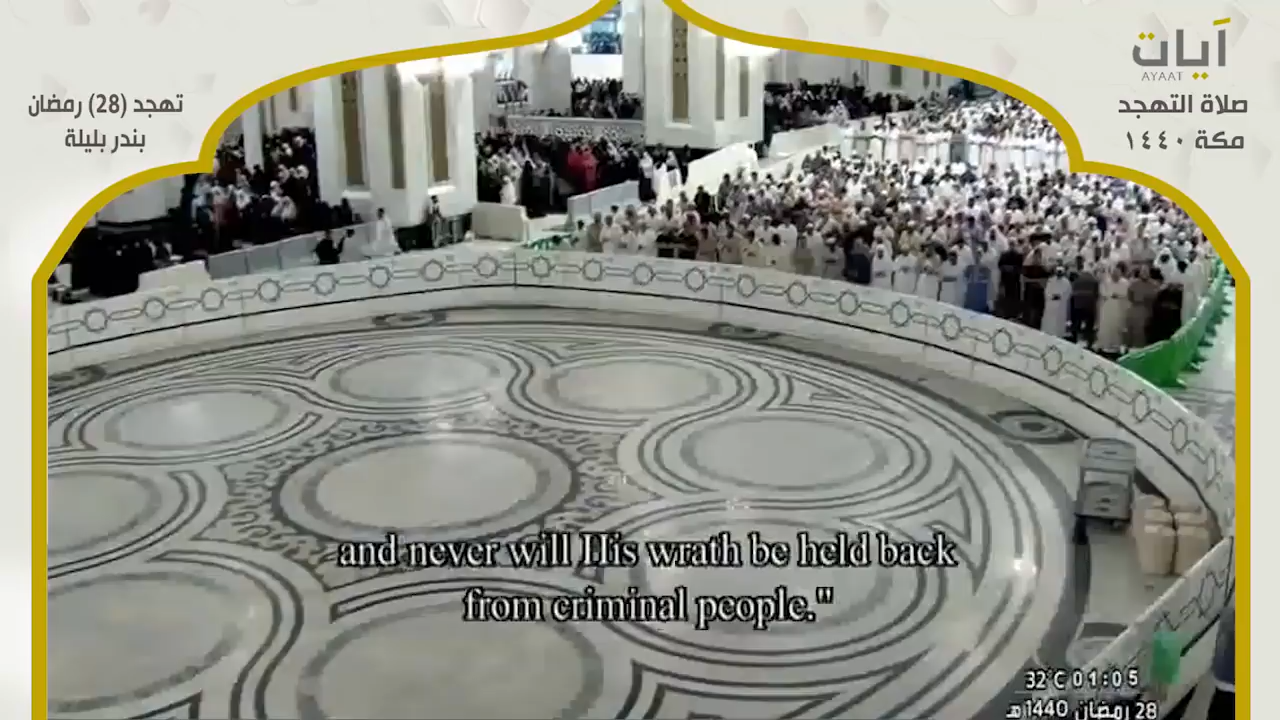 آيات
AYAAT
صلاة التهجد
مكة ١٤٤٠
تهجد (28) رمضان
بندر بليلة
and never will His wrath be held back
from criminal people."
32°C 01:05
28 رمضان 1440هـ